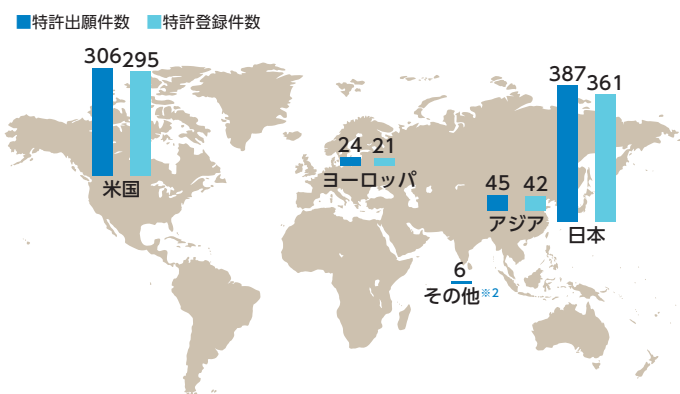 ■特許出願件数 ■特許登録件数
306 295
米国
24 21
ヨーロッパ
45 42
アジア
387 361
日本
6
その他※2